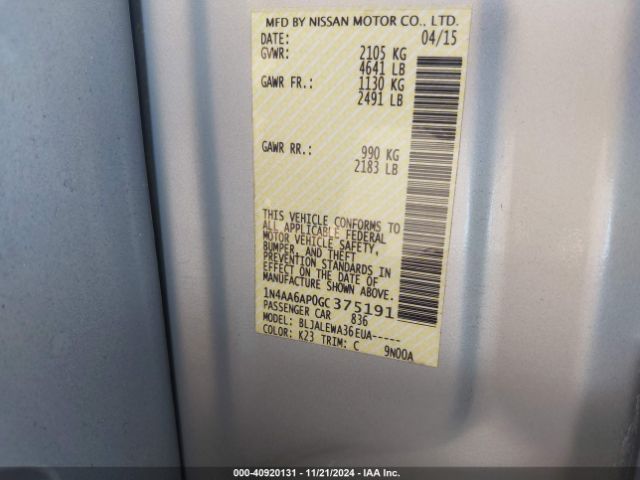 MFD BY NISSAN MOTOR CO., LTD.
DATE: 04/15
GVWR: 2105 KG
4641 LB
GAWR FR.: 1130 KG
2491 LB
GAWR RR.: 990 KG
2183 LB
THIS VEHICLE CONFORMS TO
ALL APPLICABLE FEDERAL
MOTOR VEHICLE SAFETY,
BUMPER, AND THEFT
PREVENTION STANDARDS IN
EFFECT ON THE DATE OF
MANUFACTURE SHOWN ABOVE.
1N4AA6AP0GC375191
PASSENGER CAR 836
MODEL: BLJALEWA36EUA-----
COLOR: K23 TRIM: C 9N00A
000-40920131 - 11/21/2024 - IAA Inc.